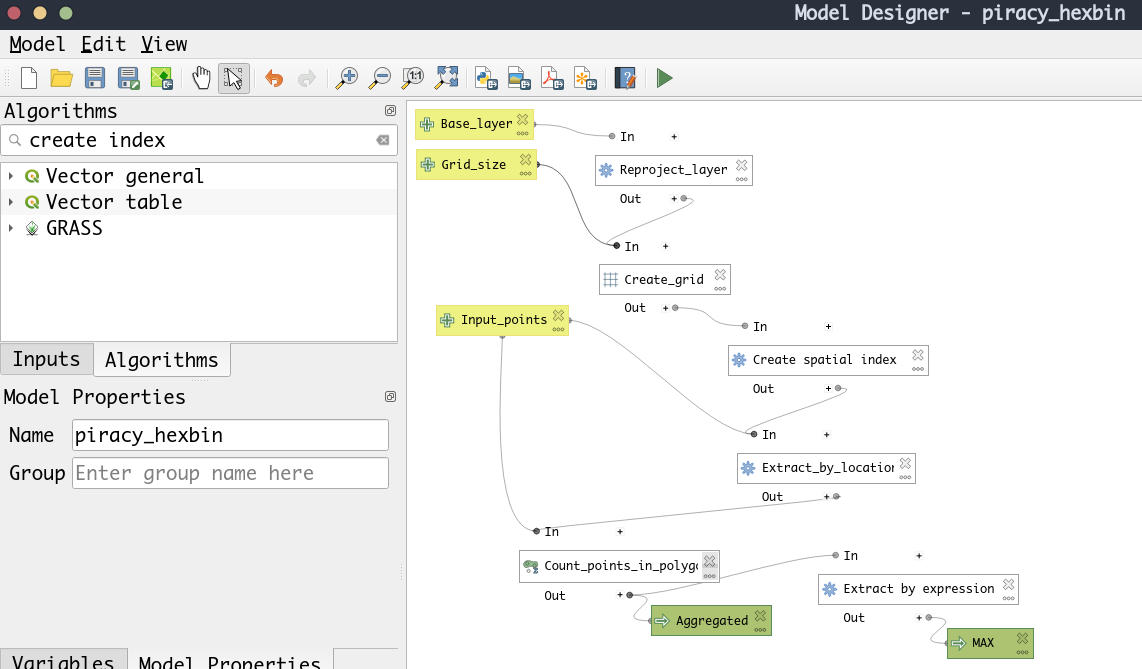 Model Designer - piracy_hexbin
Model Edit View
1:1
Algorithms
create index
Vector general
Vector table
GRASS
Inputs Algorithms
Model Properties
Name piracy_hexbin
Group Enter group name here
Variables Model Properties
Base_layer
In +
Grid_size
Reproject_layer
Out +
In +
Create_grid
Out +
Input_points
In +
Create spatial index
Out +
In +
Extract_by_location
Out +
In +
Count_points_in_polygo
Out +
Aggregated
In +
Extract by expression
Out +
MAX